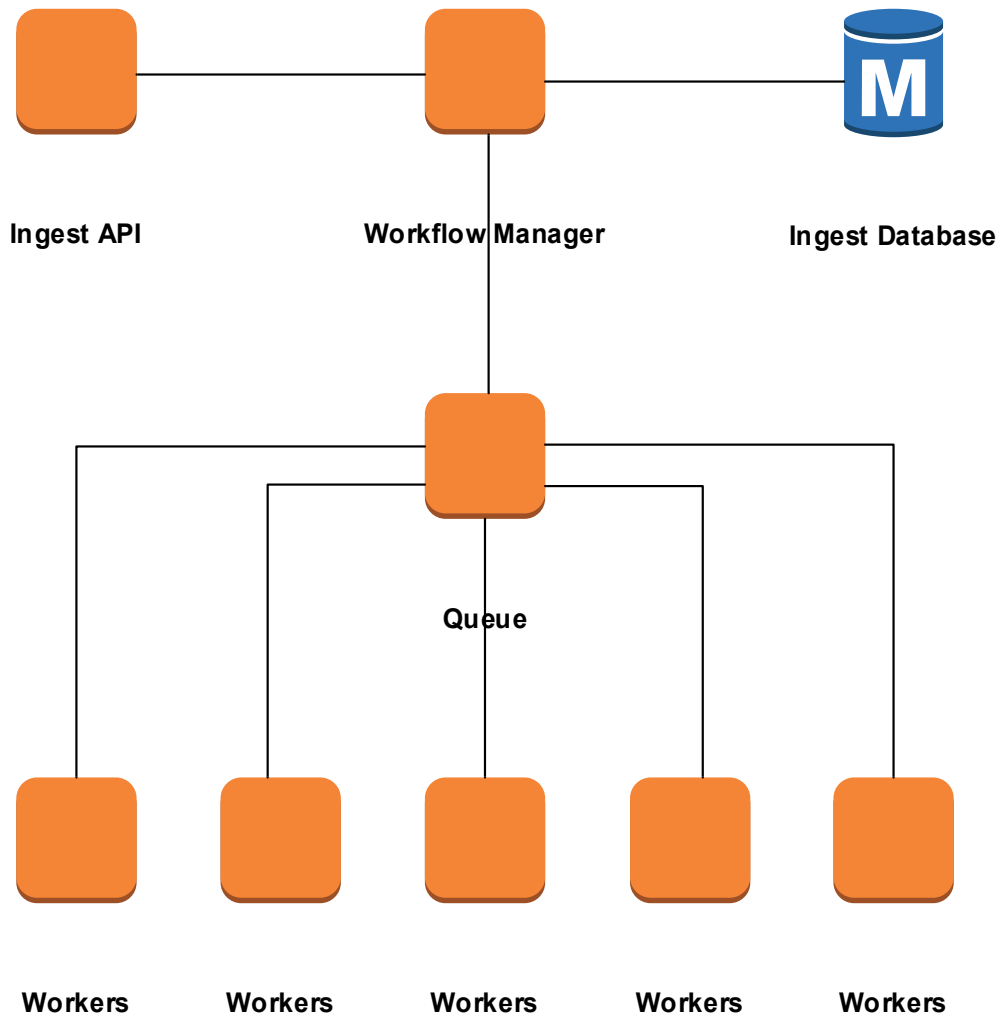 M
Ingest API
Workflow Manager
Ingest Database
Queue
Workers
Workers
Workers
Workers
Workers